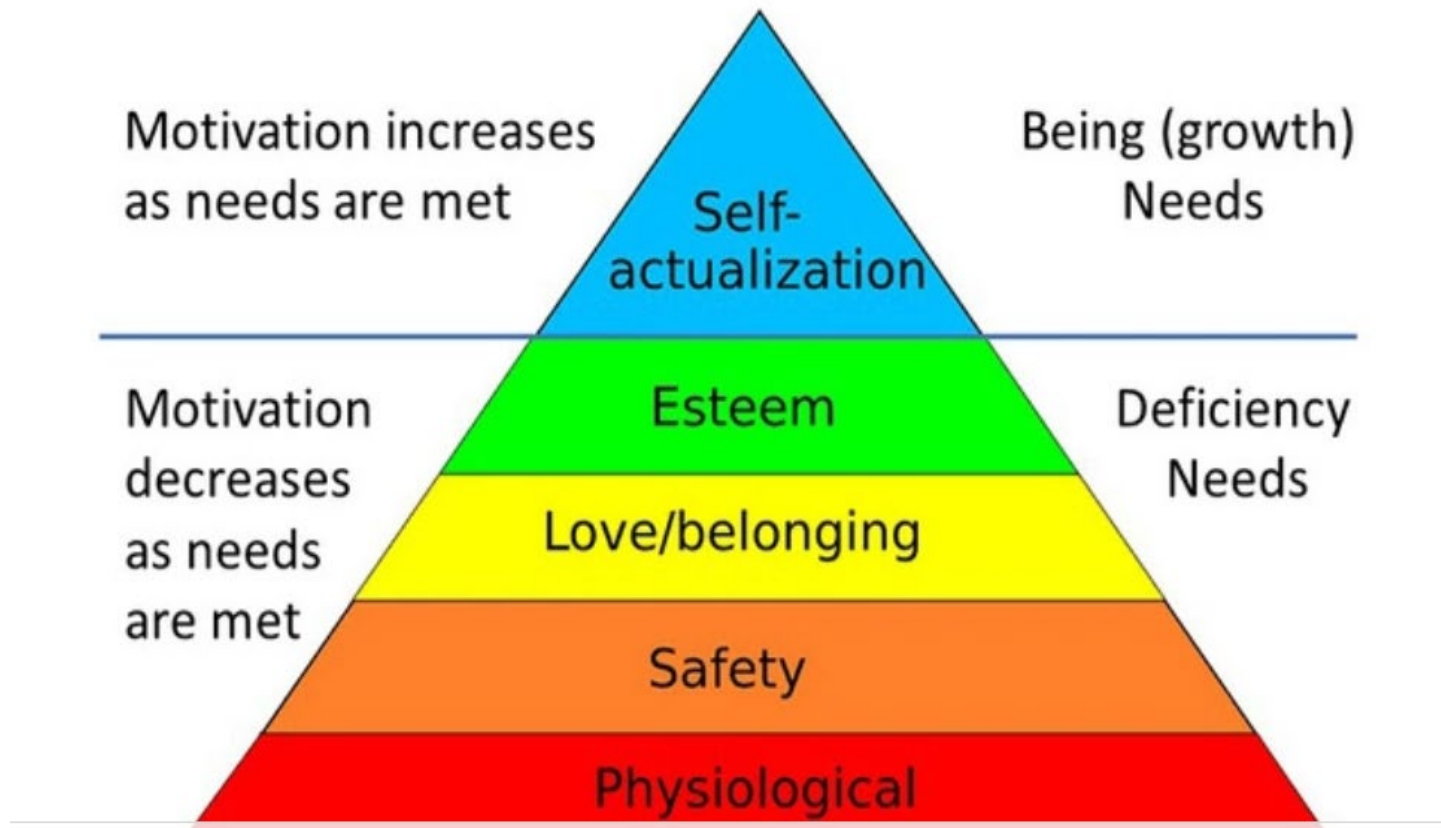 Motivation increases
as needs are met
Being (growth)
Needs
Self-
actualization
Motivation
decreases
as needs
are met
Deficiency
Needs
Esteem
Love/belonging
Safety
Physiological